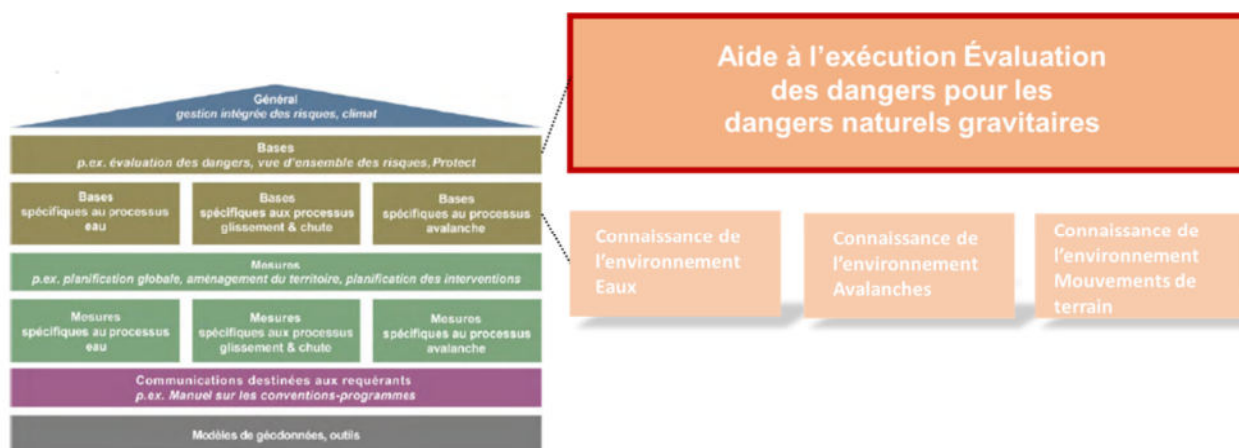 Général
gestion intégrée des risques, climat
Bases
p.ex. évaluation des dangers, vue d'ensemble des risques, Protect
Bases
spécifiques au processus
eau
Bases
spécifiques aux processus
glissement & chute
Bases
spécifiques au processus
avalanche
Mesures
p.ex. planification globale, aménagement du territoire, planification des interventions
Mesures
spécifiques au processus
eau
Mesures
spécifiques aux processus
glissement & chute
Mesures
spécifiques au processus
avalanche
Communications destinées aux requérants
p.ex. Manuel sur les conventions-programmes
Modèles de géodonnées, outils
Aide à l'exécution Évaluation
des dangers pour les
dangers naturels gravitaires
Connaissance de
l'environnement
Eaux
Connaissance de
l'environnement
Avalanches
Connaissance de
l'environnement
Mouvements de
terrain